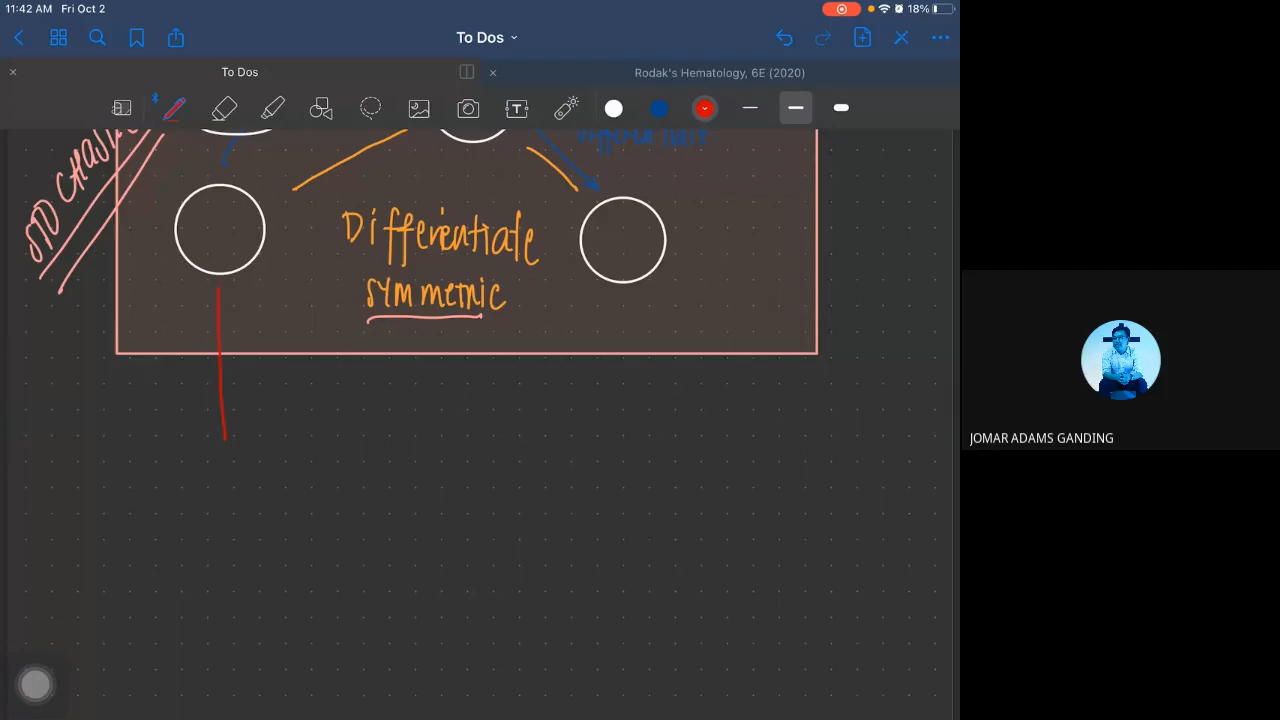 11:42 AM Fri Oct 2
18%
To Dos
To Dos
Rodak's Hematology, 6E (2020)
Differentiate
symmetric
JOMAR ADAMS GANDING